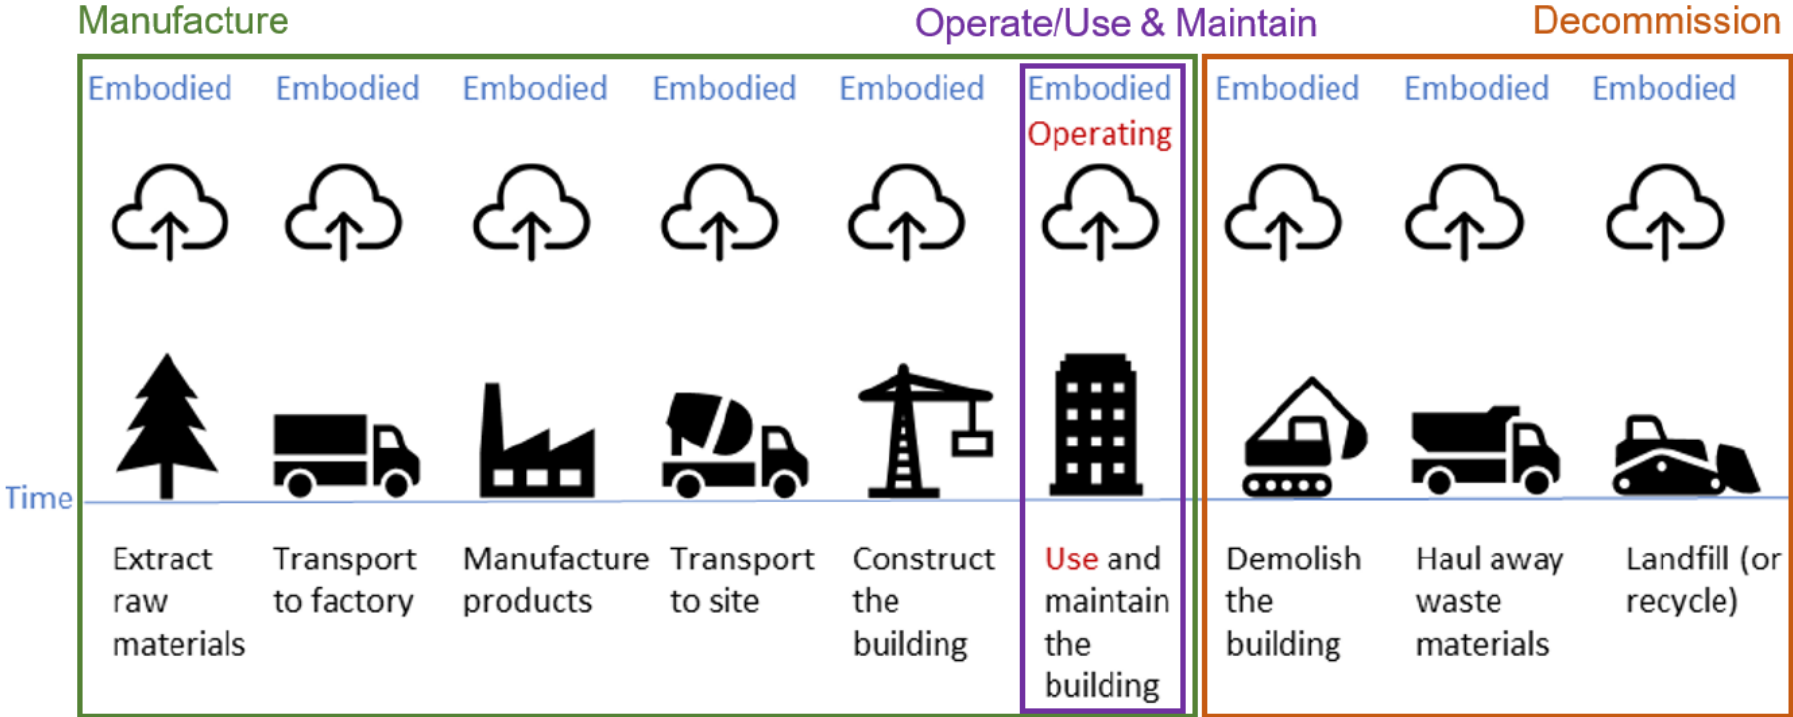 Manufacture
Operate/Use & Maintain
Decommission
Embodied
Embodied
Embodied
Embodied
Embodied
Embodied
Operating
Embodied
Embodied
Embodied
Time
Extract
raw
materials
Transport
to factory
Manufacture
products
Transport
to site
Construct
the
building
Use and
maintain
the
building
Demolish
the
building
Haul away
waste
materials
Landfill (or
recycle)